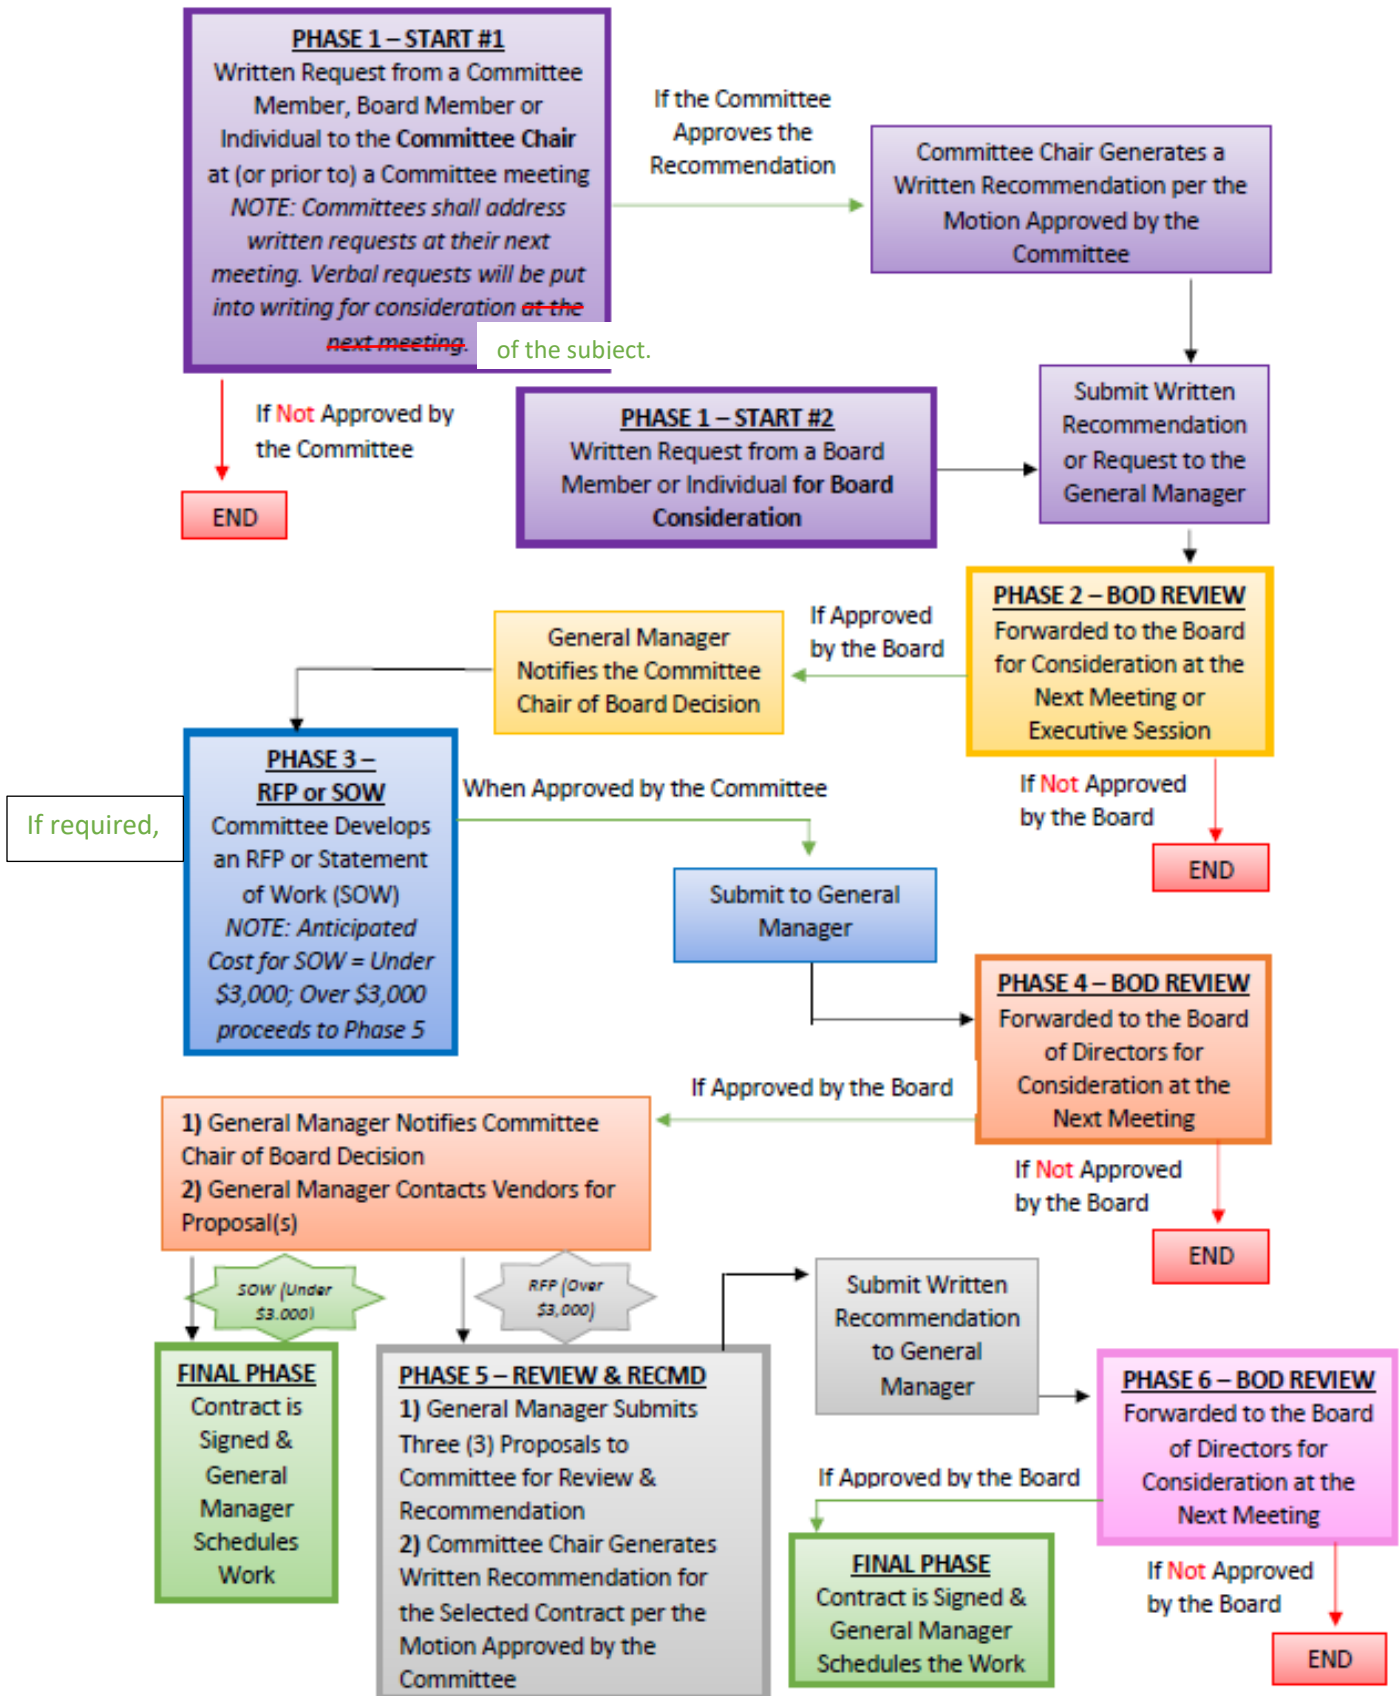 PHASE 1 – START #1
Written Request from a Committee
Member, Board Member or
Individual to the Committee Chair
at (or prior to) a Committee meeting
NOTE: Committees shall address
written requests at their next
meeting. Verbal requests will be put
into writing for consideration at the
next meeting.
of the subject.
If the Committee
Approves the
Recommendation
Committee Chair Generates a
Written Recommendation per the
Motion Approved by the
Committee
If Not Approved by
the Committee
END
PHASE 1 – START #2
Written Request from a Board
Member or Individual for Board
Consideration
Submit Written
Recommendation
or Request to the
General Manager
PHASE 2 – BOD REVIEW
Forwarded to the Board
for Consideration at the
Next Meeting or
Executive Session
If Approved
by the Board
General Manager
Notifies the Committee
Chair of Board Decision
If Not Approved
by the Board
END
If required,
PHASE 3 –
RFP or SOW
Committee Develops
an RFP or Statement
of Work (SOW)
NOTE: Anticipated
Cost for SOW = Under
$3,000; Over $3,000
proceeds to Phase 5
When Approved by the Committee
Submit to General
Manager
PHASE 4 – BOD REVIEW
Forwarded to the Board
of Directors for
Consideration at the
Next Meeting
If Approved by the Board
1) General Manager Notifies Committee
Chair of Board Decision
2) General Manager Contacts Vendors for
Proposal(s)
If Not Approved
by the Board
END
SOW (Under
$3,000)
RFP (Over
$3,000)
FINAL PHASE
Contract is
Signed &
General
Manager
Schedules
Work
PHASE 5 – REVIEW & RECMD
1) General Manager Submits
Three (3) Proposals to
Committee for Review &
Recommendation
2) Committee Chair Generates
Written Recommendation for
the Selected Contract per the
Motion Approved by the
Committee
Submit Written
Recommendation
to General
Manager
PHASE 6 – BOD REVIEW
Forwarded to the Board
of Directors for
Consideration at the
Next Meeting
If Approved by the Board
FINAL PHASE
Contract is Signed &
General Manager
Schedules the Work
If Not Approved
by the Board
END